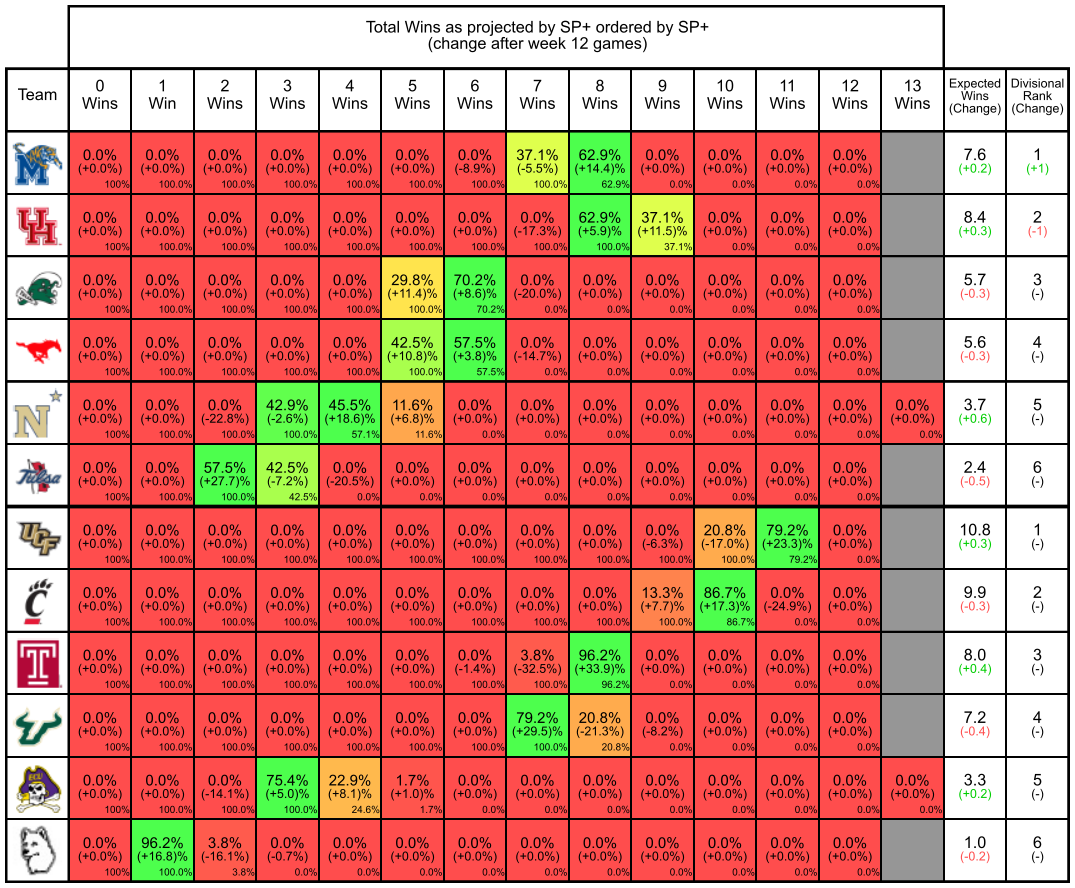 Total Wins as projected by SP+ ordered by SP+
(change after week 12 games)
Team 0 Wins 1 Win 2 Wins 3 Wins 4 Wins 5 Wins 6 Wins 7 Wins 8 Wins 9 Wins 10 Wins 11 Wins 12 Wins 13 Wins Expected Wins (Change) Divisional Rank (Change)
M 0.0% 0.0% 0.0% 0.0% 0.0% 0.0% 0.0% 37.1% 62.9% 0.0% 0.0% 0.0% 0.0% 7.6 1
(+0.0%) (+0.0%) (+0.0%) (+0.0%) (+0.0%) (+0.0%) (-8.9%) (-5.5%) (+14.4)% (+0.0%) (+0.0%) (+0.0%) (+0.0%) (+0.2) (+1)
100% 100.0% 100.0% 100.0% 100.0% 100.0% 100.0% 100.0% 62.9% 0.0% 0.0% 0.0% 0.0%
UH 0.0% 0.0% 0.0% 0.0% 0.0% 0.0% 0.0% 0.0% 62.9% 37.1% 0.0% 0.0% 0.0% 8.4 2
(+0.0%) (+0.0%) (+0.0%) (+0.0%) (+0.0%) (+0.0%) (+0.0%) (-17.3%) (+5.9)% (+11.5)% (+0.0%) (+0.0%) (+0.0%) (+0.3) (-1)
100% 100.0% 100.0% 100.0% 100.0% 100.0% 100.0% 100.0% 100.0% 37.1% 0.0% 0.0% 0.0%
0.0% 0.0% 0.0% 0.0% 0.0% 29.8% 70.2% 0.0% 0.0% 0.0% 0.0% 0.0% 0.0% 5.7 3
(+0.0%) (+0.0%) (+0.0%) (+0.0%) (+0.0%) (+11.4)% (+8.6)% (-20.0%) (+0.0%) (+0.0%) (+0.0%) (+0.0%) (+0.0%) (-0.3) (-)
100% 100.0% 100.0% 100.0% 100.0% 100.0% 70.2% 0.0% 0.0% 0.0% 0.0% 0.0% 0.0%
0.0% 0.0% 0.0% 0.0% 0.0% 42.5% 57.5% 0.0% 0.0% 0.0% 0.0% 0.0% 0.0% 5.6 4
(+0.0%) (+0.0%) (+0.0%) (+0.0%) (+0.0%) (+10.8)% (+3.8)% (-14.7%) (+0.0%) (+0.0%) (+0.0%) (+0.0%) (+0.0%) (-0.3) (-)
100% 100.0% 100.0% 100.0% 100.0% 100.0% 57.5% 0.0% 0.0% 0.0% 0.0% 0.0% 0.0%
N 0.0% 0.0% 0.0% 42.9% 45.5% 11.6% 0.0% 0.0% 0.0% 0.0% 0.0% 0.0% 0.0% 0.0% 3.7 5
(+0.0%) (+0.0%) (-22.8%) (-2.6%) (+18.6)% (+6.8)% (+0.0%) (+0.0%) (+0.0%) (+0.0%) (+0.0%) (+0.0%) (+0.0%) (+0.0%) (+0.6) (-)
100% 100.0% 100.0% 100.0% 57.1% 11.6% 0.0% 0.0% 0.0% 0.0% 0.0% 0.0% 0.0% 0.0%
Tulsa 0.0% 0.0% 57.5% 42.5% 0.0% 0.0% 0.0% 0.0% 0.0% 0.0% 0.0% 0.0% 0.0% 2.4 6
(+0.0%) (+0.0%) (+27.7)% (-7.2%) (-20.5%) (+0.0%) (+0.0%) (+0.0%) (+0.0%) (+0.0%) (+0.0%) (+0.0%) (+0.0%) (-0.5) (-)
100% 100.0% 100.0% 42.5% 0.0% 0.0% 0.0% 0.0% 0.0% 0.0% 0.0% 0.0% 0.0%
UCF 0.0% 0.0% 0.0% 0.0% 0.0% 0.0% 0.0% 0.0% 0.0% 0.0% 20.8% 79.2% 0.0% 10.8 1
(+0.0%) (+0.0%) (+0.0%) (+0.0%) (+0.0%) (+0.0%) (+0.0%) (+0.0%) (+0.0%) (-6.3%) (-17.0%) (+23.3)% (+0.0%) (+0.3) (-)
100% 100.0% 100.0% 100.0% 100.0% 100.0% 100.0% 100.0% 100.0% 100.0% 100.0% 79.2% 0.0%
C 0.0% 0.0% 0.0% 0.0% 0.0% 0.0% 0.0% 0.0% 0.0% 13.3% 86.7% 0.0% 0.0% 9.9 2
(+0.0%) (+0.0%) (+0.0%) (+0.0%) (+0.0%) (+0.0%) (+0.0%) (+0.0%) (+0.0%) (+7.7)% (+17.3)% (-24.9%) (+0.0%) (-0.3) (-)
100% 100.0% 100.0% 100.0% 100.0% 100.0% 100.0% 100.0% 100.0% 100.0% 86.7% 0.0% 0.0%
T 0.0% 0.0% 0.0% 0.0% 0.0% 0.0% 0.0% 3.8% 96.2% 0.0% 0.0% 0.0% 0.0% 8.0 3
(+0.0%) (+0.0%) (+0.0%) (+0.0%) (+0.0%) (+0.0%) (-1.4%) (-32.5%) (+33.9)% (+0.0%) (+0.0%) (+0.0%) (+0.0%) (+0.4) (-)
100% 100.0% 100.0% 100.0% 100.0% 100.0% 100.0% 100.0% 96.2% 0.0% 0.0% 0.0% 0.0%
0.0% 0.0% 0.0% 0.0% 0.0% 0.0% 0.0% 79.2% 20.8% 0.0% 0.0% 0.0% 0.0% 7.2 4
(+0.0%) (+0.0%) (+0.0%) (+0.0%) (+0.0%) (+0.0%) (+0.0%) (+29.5)% (-21.3%) (-8.2%) (+0.0%) (+0.0%) (+0.0%) (-0.4) (-)
100% 100.0% 100.0% 100.0% 100.0% 100.0% 100.0% 100.0% 20.8% 0.0% 0.0% 0.0% 0.0%
ECU 0.0% 0.0% 0.0% 75.4% 22.9% 1.7% 0.0% 0.0% 0.0% 0.0% 0.0% 0.0% 0.0% 0.0% 3.3 5
(+0.0%) (+0.0%) (-14.1%) (+5.0)% (+8.1)% (+1.0)% (+0.0%) (+0.0%) (+0.0%) (+0.0%) (+0.0%) (+0.0%) (+0.0%) (+0.0%) (+0.2) (-)
100% 100.0% 100.0% 100.0% 24.6% 1.7% 0.0% 0.0% 0.0% 0.0% 0.0% 0.0% 0.0% 0.0%
0.0% 96.2% 3.8% 0.0% 0.0% 0.0% 0.0% 0.0% 0.0% 0.0% 0.0% 0.0% 0.0% 1.0 6
(+0.0%) (+16.8)% (-16.1%) (-0.7%) (+0.0%) (+0.0%) (+0.0%) (+0.0%) (+0.0%) (+0.0%) (+0.0%) (+0.0%) (+0.0%) (-0.2) (-)
100% 100.0% 3.8% 0.0% 0.0% 0.0% 0.0% 0.0% 0.0% 0.0% 0.0% 0.0% 0.0%